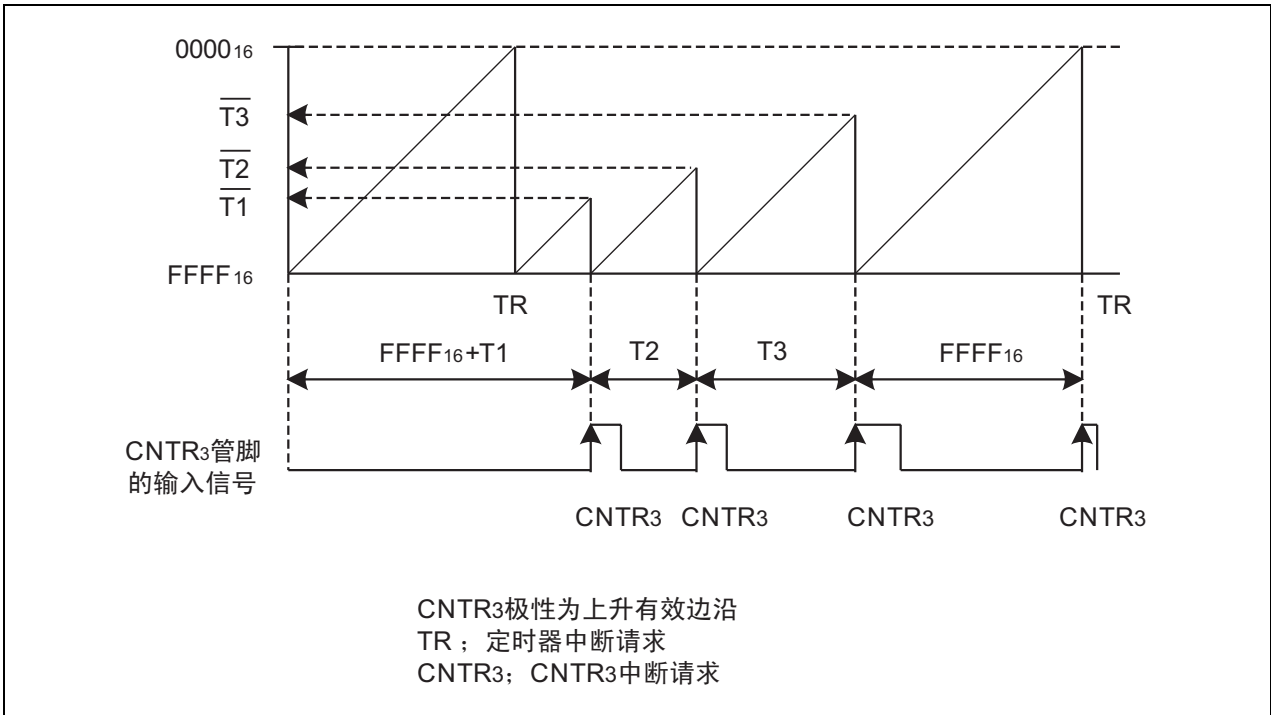 0000₁₆
T̅3̅
T̅2̅
T̅1̅
FFFF₁₆
TR
TR
FFFF₁₆+T1
T2
T3
FFFF₁₆
CNTR₃管脚
的输入信号
CNTR₃
CNTR₃
CNTR₃
CNTR₃
CNTR₃极性为上升有效边沿
TR ；定时器中断请求
CNTR₃；CNTR₃中断请求